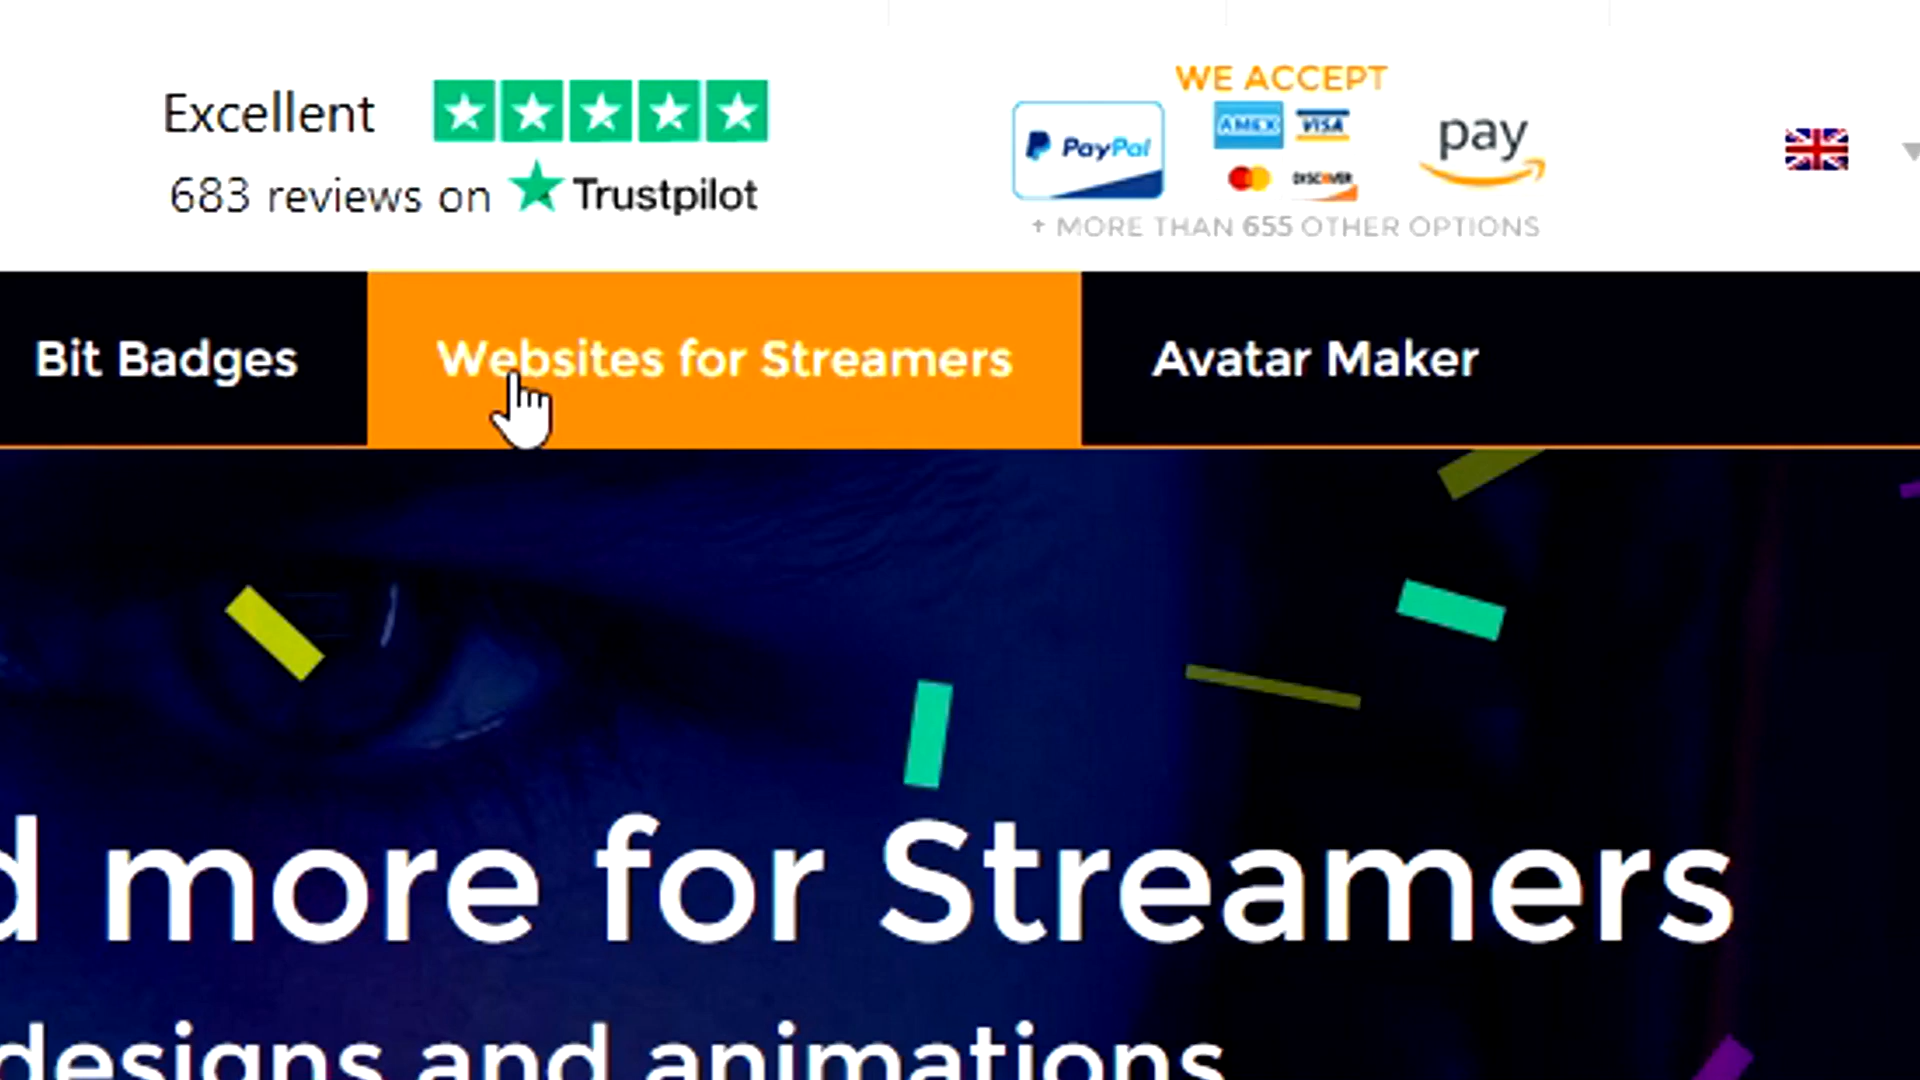 Excellent
683 reviews on Trustpilot
WE ACCEPT
PayPal
AMEX VISA
DISCOVER
pay
+ MORE THAN 655 OTHER OPTIONS
Bit Badges Websites for Streamers Avatar Maker
d more for Streamers
designs and animations